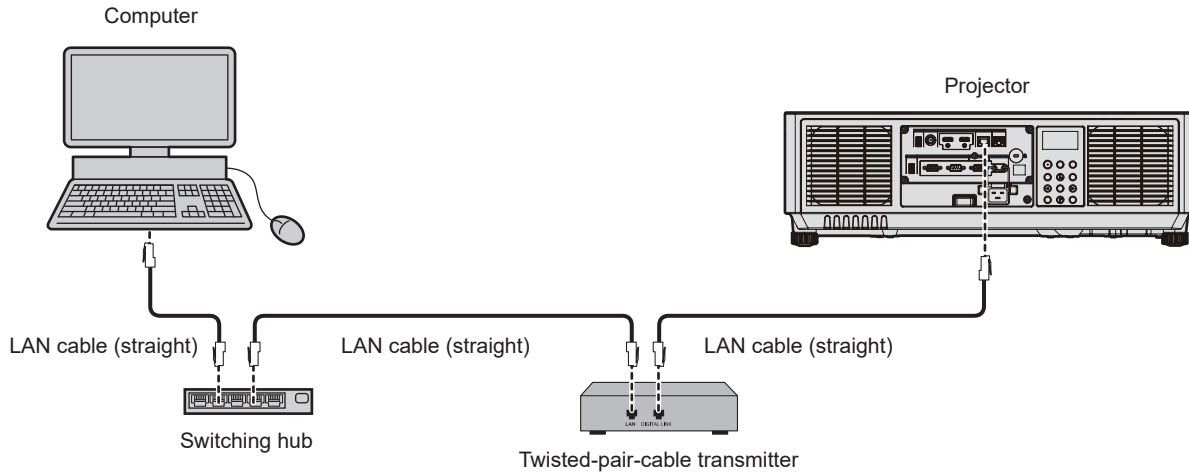 Computer
Projector
LAN cable (straight)
LAN cable (straight)
LAN cable (straight)
LAN
DIGITAL LINK
Switching hub
Twisted-pair-cable transmitter